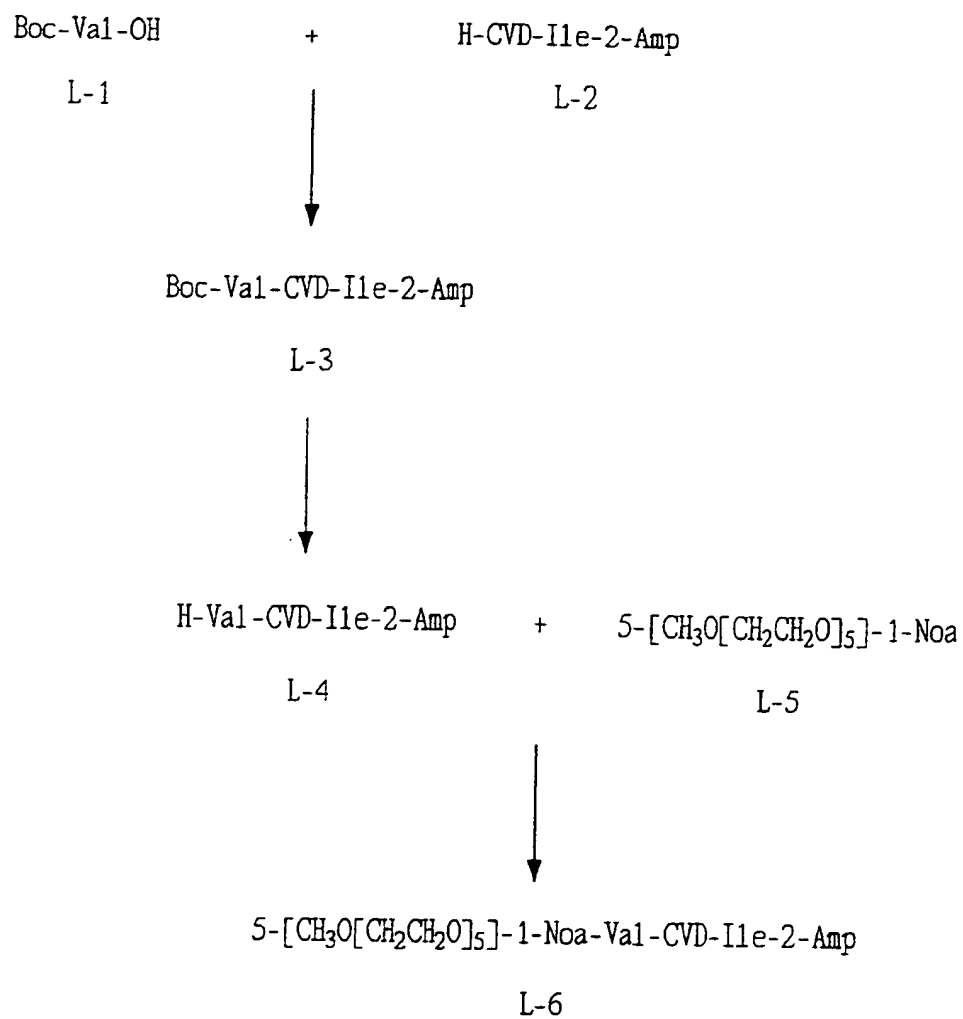 Boc-Val-OH + H-CVD-Ile-2-Amp
L-1 L-2
Boc-Val-CVD-Ile-2-Amp
L-3
H-Val-CVD-Ile-2-Amp + 5-[CH₃O[CH₂CH₂O]₅]-1-Noa
L-4 L-5
5-[CH₃O[CH₂CH₂O]₅]-1-Noa-Val-CVD-Ile-2-Amp
L-6